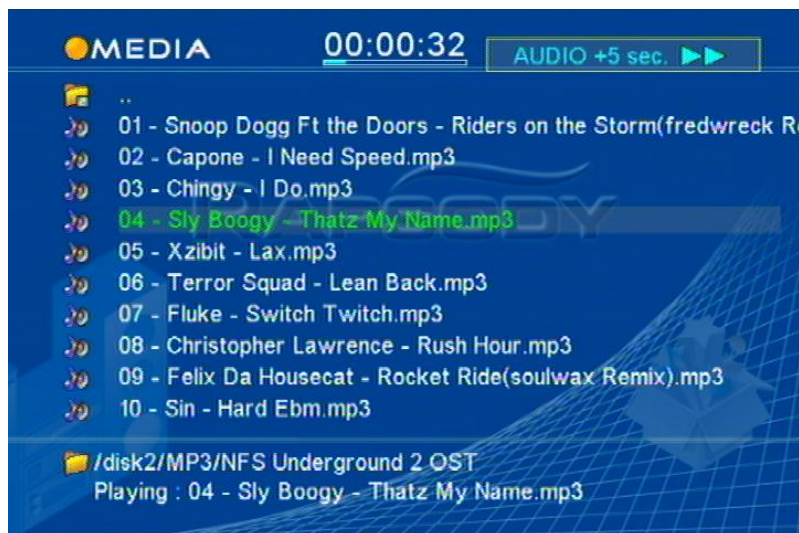 MEDIA
00:00:32
AUDIO +5 sec.
..
01 - Snoop Dogg Ft the Doors - Riders on the Storm(fredwreck R
02 - Capone - I Need Speed.mp3
03 - Chingy - I Do.mp3
04 - Sly Boogy - Thatz My Name.mp3
05 - Xzibit - Lax.mp3
06 - Terror Squad - Lean Back.mp3
07 - Fluke - Switch Twitch.mp3
08 - Christopher Lawrence - Rush Hour.mp3
09 - Felix Da Housecat - Rocket Ride(soulwax Remix).mp3
10 - Sin - Hard Ebm.mp3
RAPSODY
/disk2/MP3/NFS Underground 2 OST
Playing : 04 - Sly Boogy - Thatz My Name.mp3